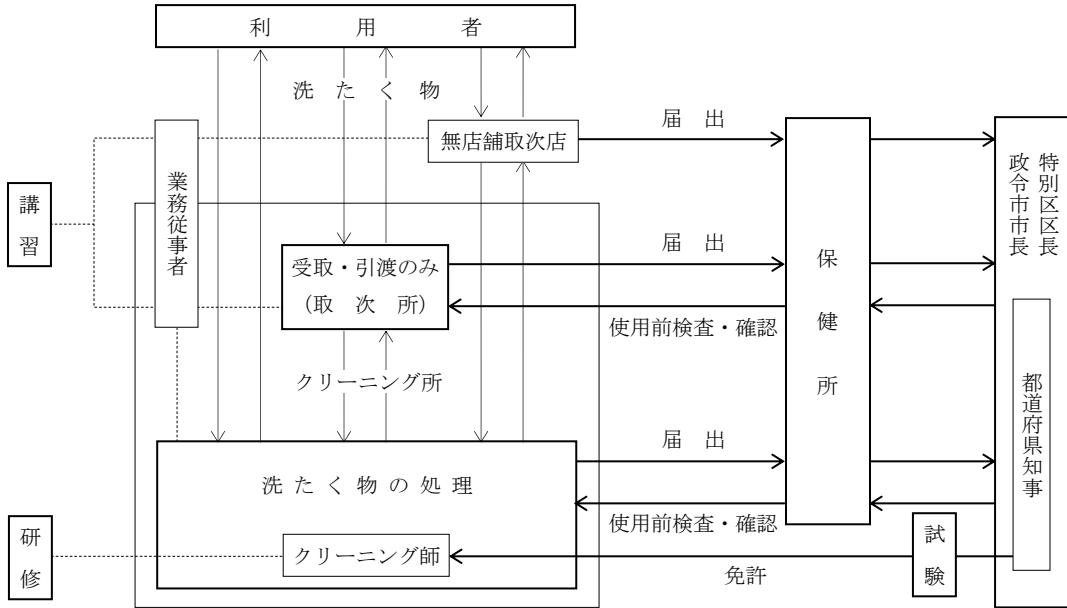 利用者
洗たく物
無店舗取次店
届出
業務従事者
講習
受取・引渡のみ
（取次所）
届出
使用前検査・確認
保健所
特別区区長
政令市市長
都道府県知事
クリーニング所
洗たく物の処理
届出
使用前検査・確認
クリーニング師
研修
免許
試験